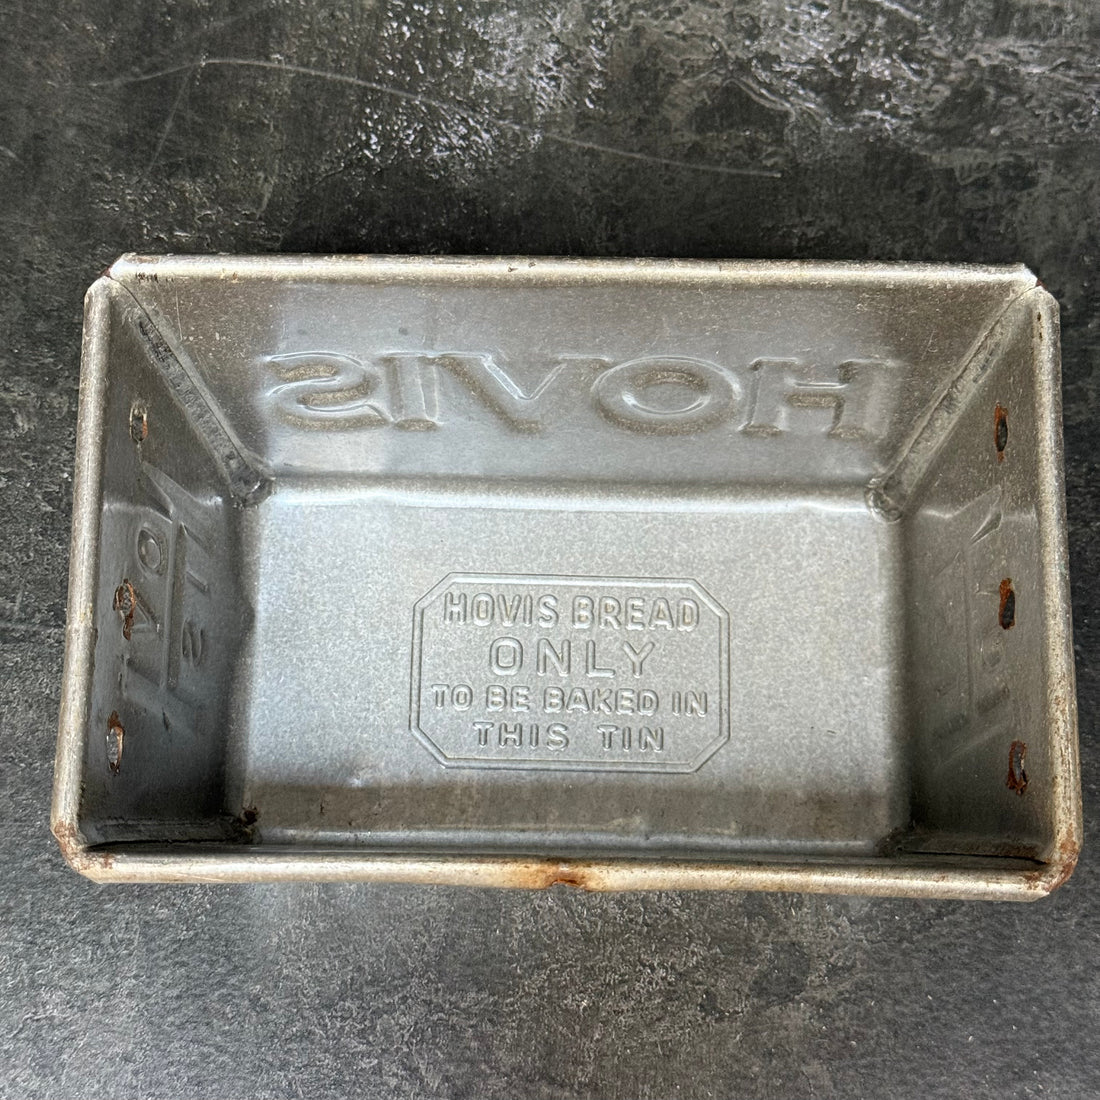 HOVIS
HOVIS BREAD
ONLY
TO BE BAKED IN
THIS TIN